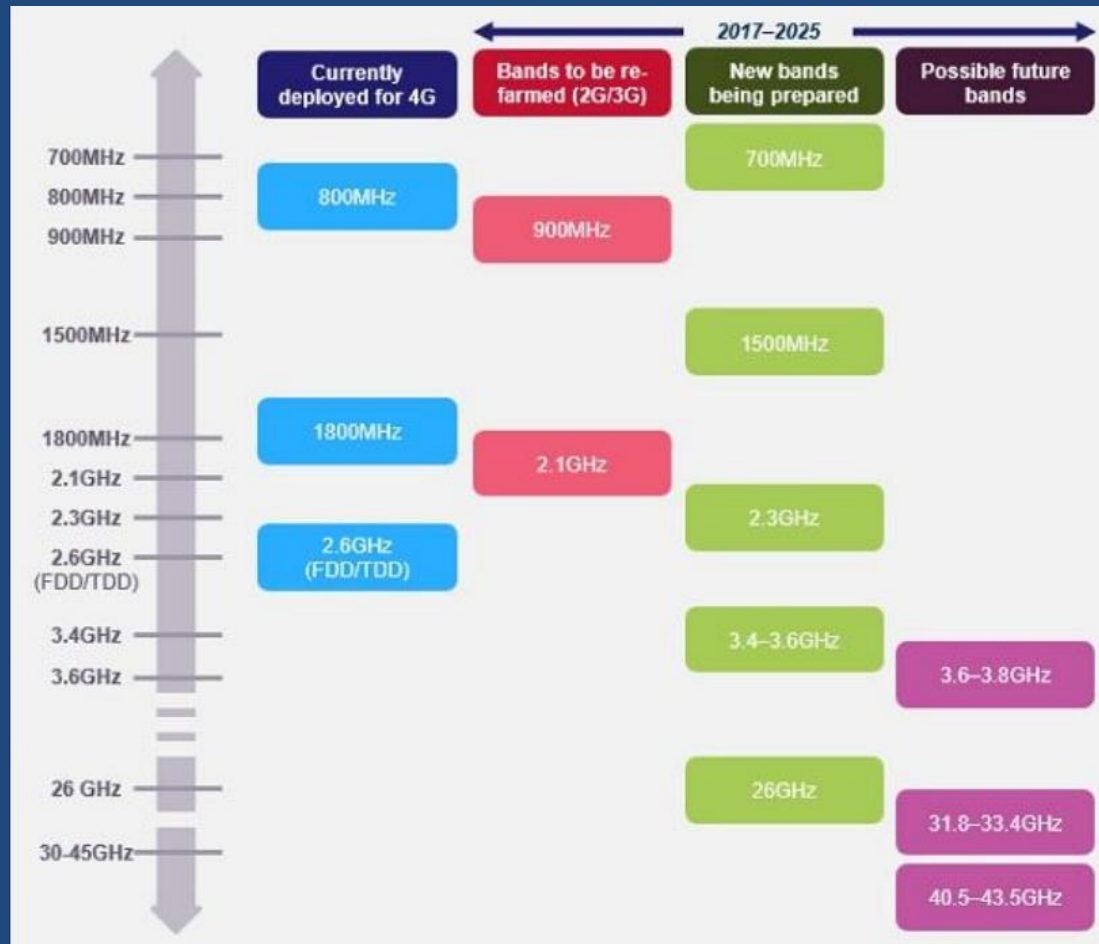 2017–2025
Currently
deployed for 4G
Bands to be re-
farmed (2G/3G)
New bands
being prepared
Possible future
bands
700MHz
800MHz
900MHz
1500MHz
1800MHz
2.1GHz
2.3GHz
2.6GHz
(FDD/TDD)
3.4GHz
3.6GHz
26 GHz
30-45GHz
800MHz
1800MHz
2.6GHz
(FDD/TDD)
900MHz
2.1GHz
700MHz
1500MHz
2.3GHz
3.4–3.6GHz
26GHz
3.6–3.8GHz
31.8–33.4GHz
40.5–43.5GHz